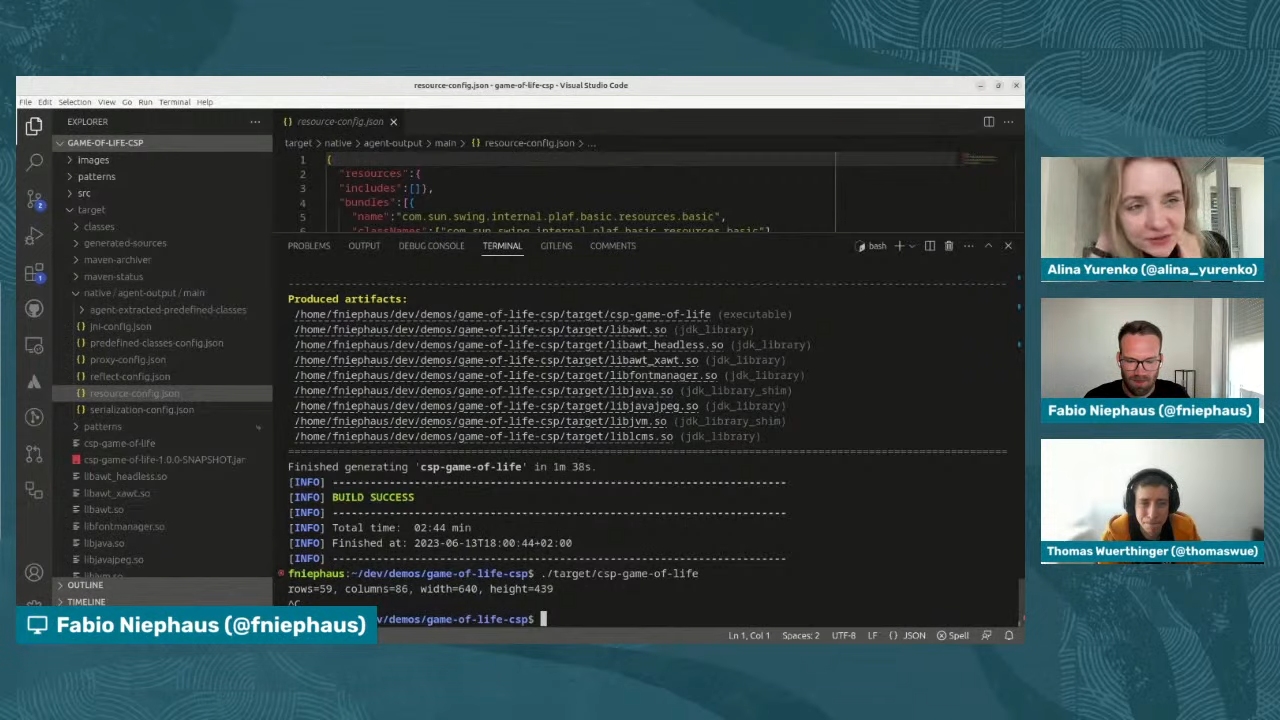 resource-config.json - game-of-life-csp - Visual Studio Code
File Edit Selection View Go Run Terminal Help
EXPLORER
GAME-OF-LIFE-CSP
images
patterns
src
target
classes
generated-sources
maven-archiver
maven-status
native / agent-output / main
agent-extracted-predefined-classes
jni-config.json
predefined-classes-config.json
proxy-config.json
reflect-config.json
resource-config.json
serialization-config.json
patterns
csp-game-of-life
csp-game-of-life-1.0.0-SNAPSHOT.jar
libawt_headless.so
libawt_xawt.so
libawt.so
libfontmanager.so
libjava.so
libjavajpeg.so
libjvm.so
OUTLINE
TIMELINE
2
1
{} resource-config.json
target > native > agent-output > main > {} resource-config.json > ...
1 {
2 "resources":{
3 "includes":[]},
4 "bundles":[{
5 "name":"com.sun.swing.internal.plaf.basic.resources.basic",
"classNames":["com.sun.swing.internal.plaf.basic.resources.basic"]
PROBLEMS OUTPUT DEBUG CONSOLE TERMINAL GITLENS COMMENTS
bash
Produced artifacts:
/home/fniephaus/dev/demos/game-of-life-csp/target/csp-game-of-life (executable)
/home/fniephaus/dev/demos/game-of-life-csp/target/libawt.so (jdk_library)
/home/fniephaus/dev/demos/game-of-life-csp/target/libawt_headless.so (jdk_library)
/home/fniephaus/dev/demos/game-of-life-csp/target/libawt_xawt.so (jdk_library)
/home/fniephaus/dev/demos/game-of-life-csp/target/libfontmanager.so (jdk_library)
/home/fniephaus/dev/demos/game-of-life-csp/target/libjava.so (jdk_library_shim)
/home/fniephaus/dev/demos/game-of-life-csp/target/libjavajpeg.so (jdk_library)
/home/fniephaus/dev/demos/game-of-life-csp/target/libjvm.so (jdk_library_shim)
/home/fniephaus/dev/demos/game-of-life-csp/target/liblcms.so (jdk_library)
Finished generating 'csp-game-of-life' in 1m 38s.
[INFO] ------------------------------------------------------------------------
[INFO] BUILD SUCCESS
[INFO] ------------------------------------------------------------------------
[INFO] Total time: 02:44 min
[INFO] Finished at: 2023-06-13T18:00:44+02:00
[INFO] ------------------------------------------------------------------------
fniephaus:~/dev/demos/game-of-life-csp$ ./target/csp-game-of-life
rows=59, columns=86, width=640, height=439
^C
/demos/game-of-life-csp$
Ln 1, Col 1 Spaces: 2 UTF-8 LF {} JSON Spell
Fabio Niephaus (@fniephaus)
Alina Yurenko (@alina_yurenko)
Fabio Niephaus (@fniephaus)
Thomas Wuerthinger (@thomaswue)